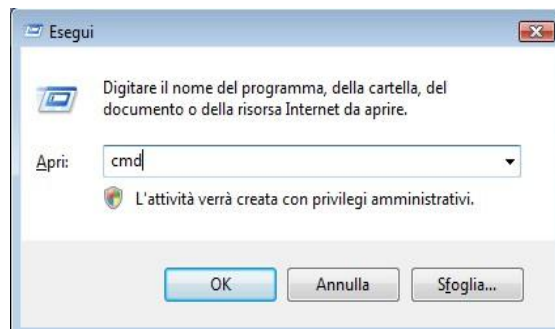 Esegui
Digitare il nome del programma, della cartella, del
documento o della risorsa Internet da aprire.
Apri:
cmd
L'attività verrà creata con privilegi amministrativi.
OK
Annulla
Sfoglia...